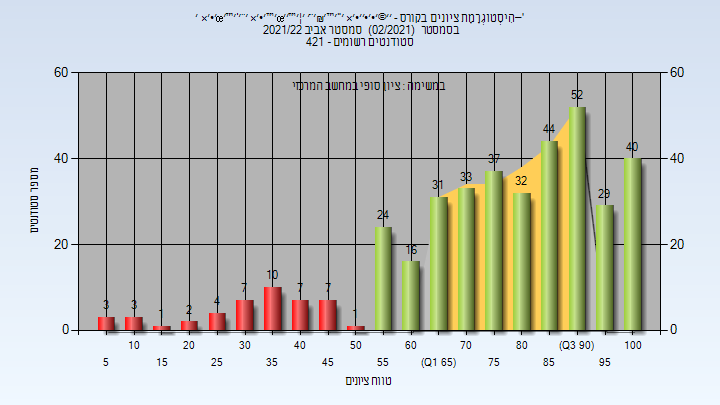 היסטוגרמת ציונים בקורס -
בסמסטר (02/2021) סמסטר אביב 2021/22
סטודנטים רשומים - 421
במשימה : ציון סופי במחשב המרכזי
60 60
40 40
20 20
0 0
מספר סטודנטים
3 3 1 2 4 7 10 7 7 1 24 16 31 33 37 32 44 52 29 40
10 20 30 40 50 60 70 80 (Q3 90) 100
5 15 25 35 45 55 (Q1 65) 75 85 95
טווח ציונים